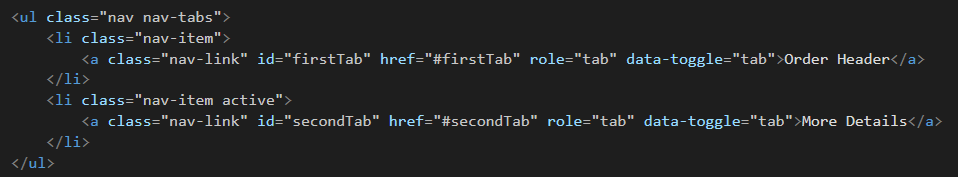 <ul class="nav nav-tabs">
    <li class="nav-item">
        <a class="nav-link" id="firstTab" href="#firstTab" role="tab" data-toggle="tab">Order Header</a>
    </li>
    <li class="nav-item active">
        <a class="nav-link" id="secondTab" href="#secondTab" role="tab" data-toggle="tab">More Details</a>
    </li>
</ul>